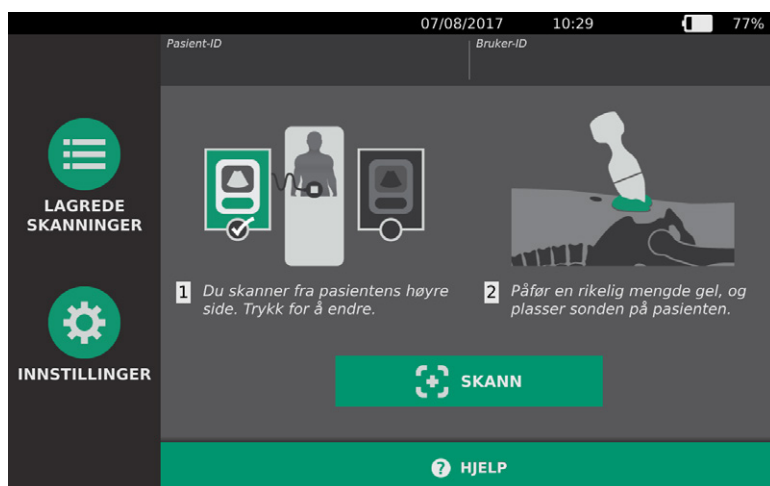 07/08/2017 10:29 77%
Pasient-ID
Bruker-ID
LAGREDE
SKANNINGER
INNSTILLINGER
1 Du skanner fra pasientens høyre
side. Trykk for å endre.
2 Påfør en rikelig mengde gel, og
plasser sonden på pasienten.
SKANN
? HJELP